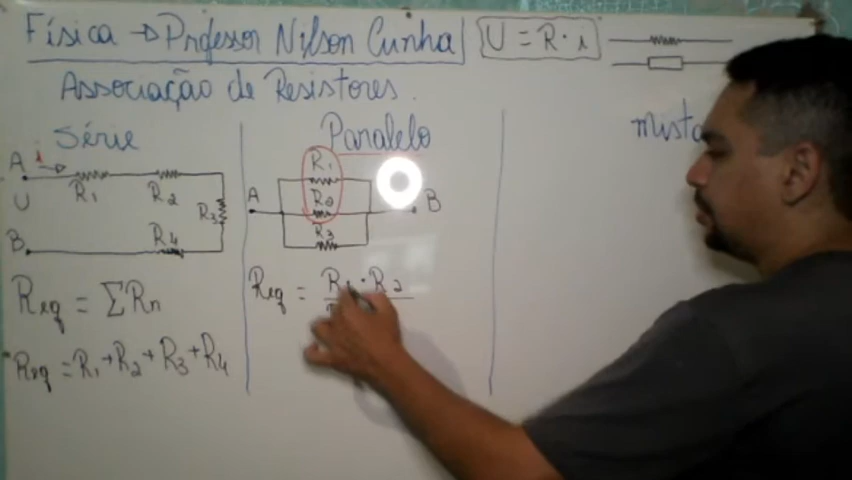 Física → Professor Nilson Cunha
U = R · i
Associação de Resistores.
Série
Paralelo
A
i
R1
R2
U
R3
B
R4
R1
A
R2
B
R3
Req = ΣRn
Req = R1 · R2
Req = R1 + R2 + R3 + R4